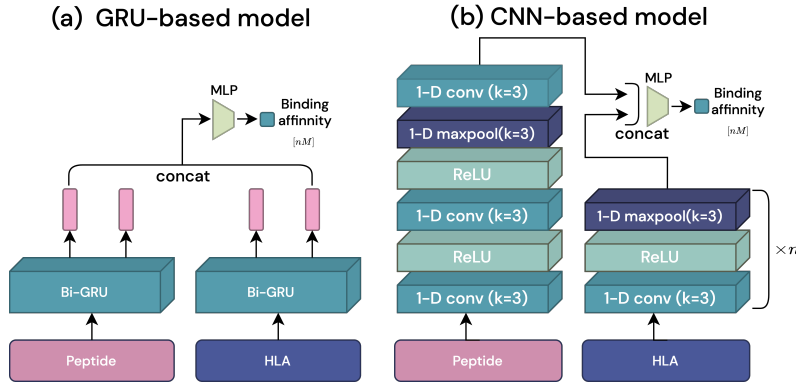 (a) GRU-based model
MLP
Binding
affinnity
[nM]
concat
Bi-GRU
Bi-GRU
Peptide
HLA
(b) CNN-based model
1-D conv (k=3)
1-D maxpool(k=3)
ReLU
1-D conv (k=3)
ReLU
1-D conv (k=3)
Peptide
MLP
Binding
affinnity
[nM]
concat
1-D maxpool(k=3)
ReLU
1-D conv (k=3)
HLA
×n